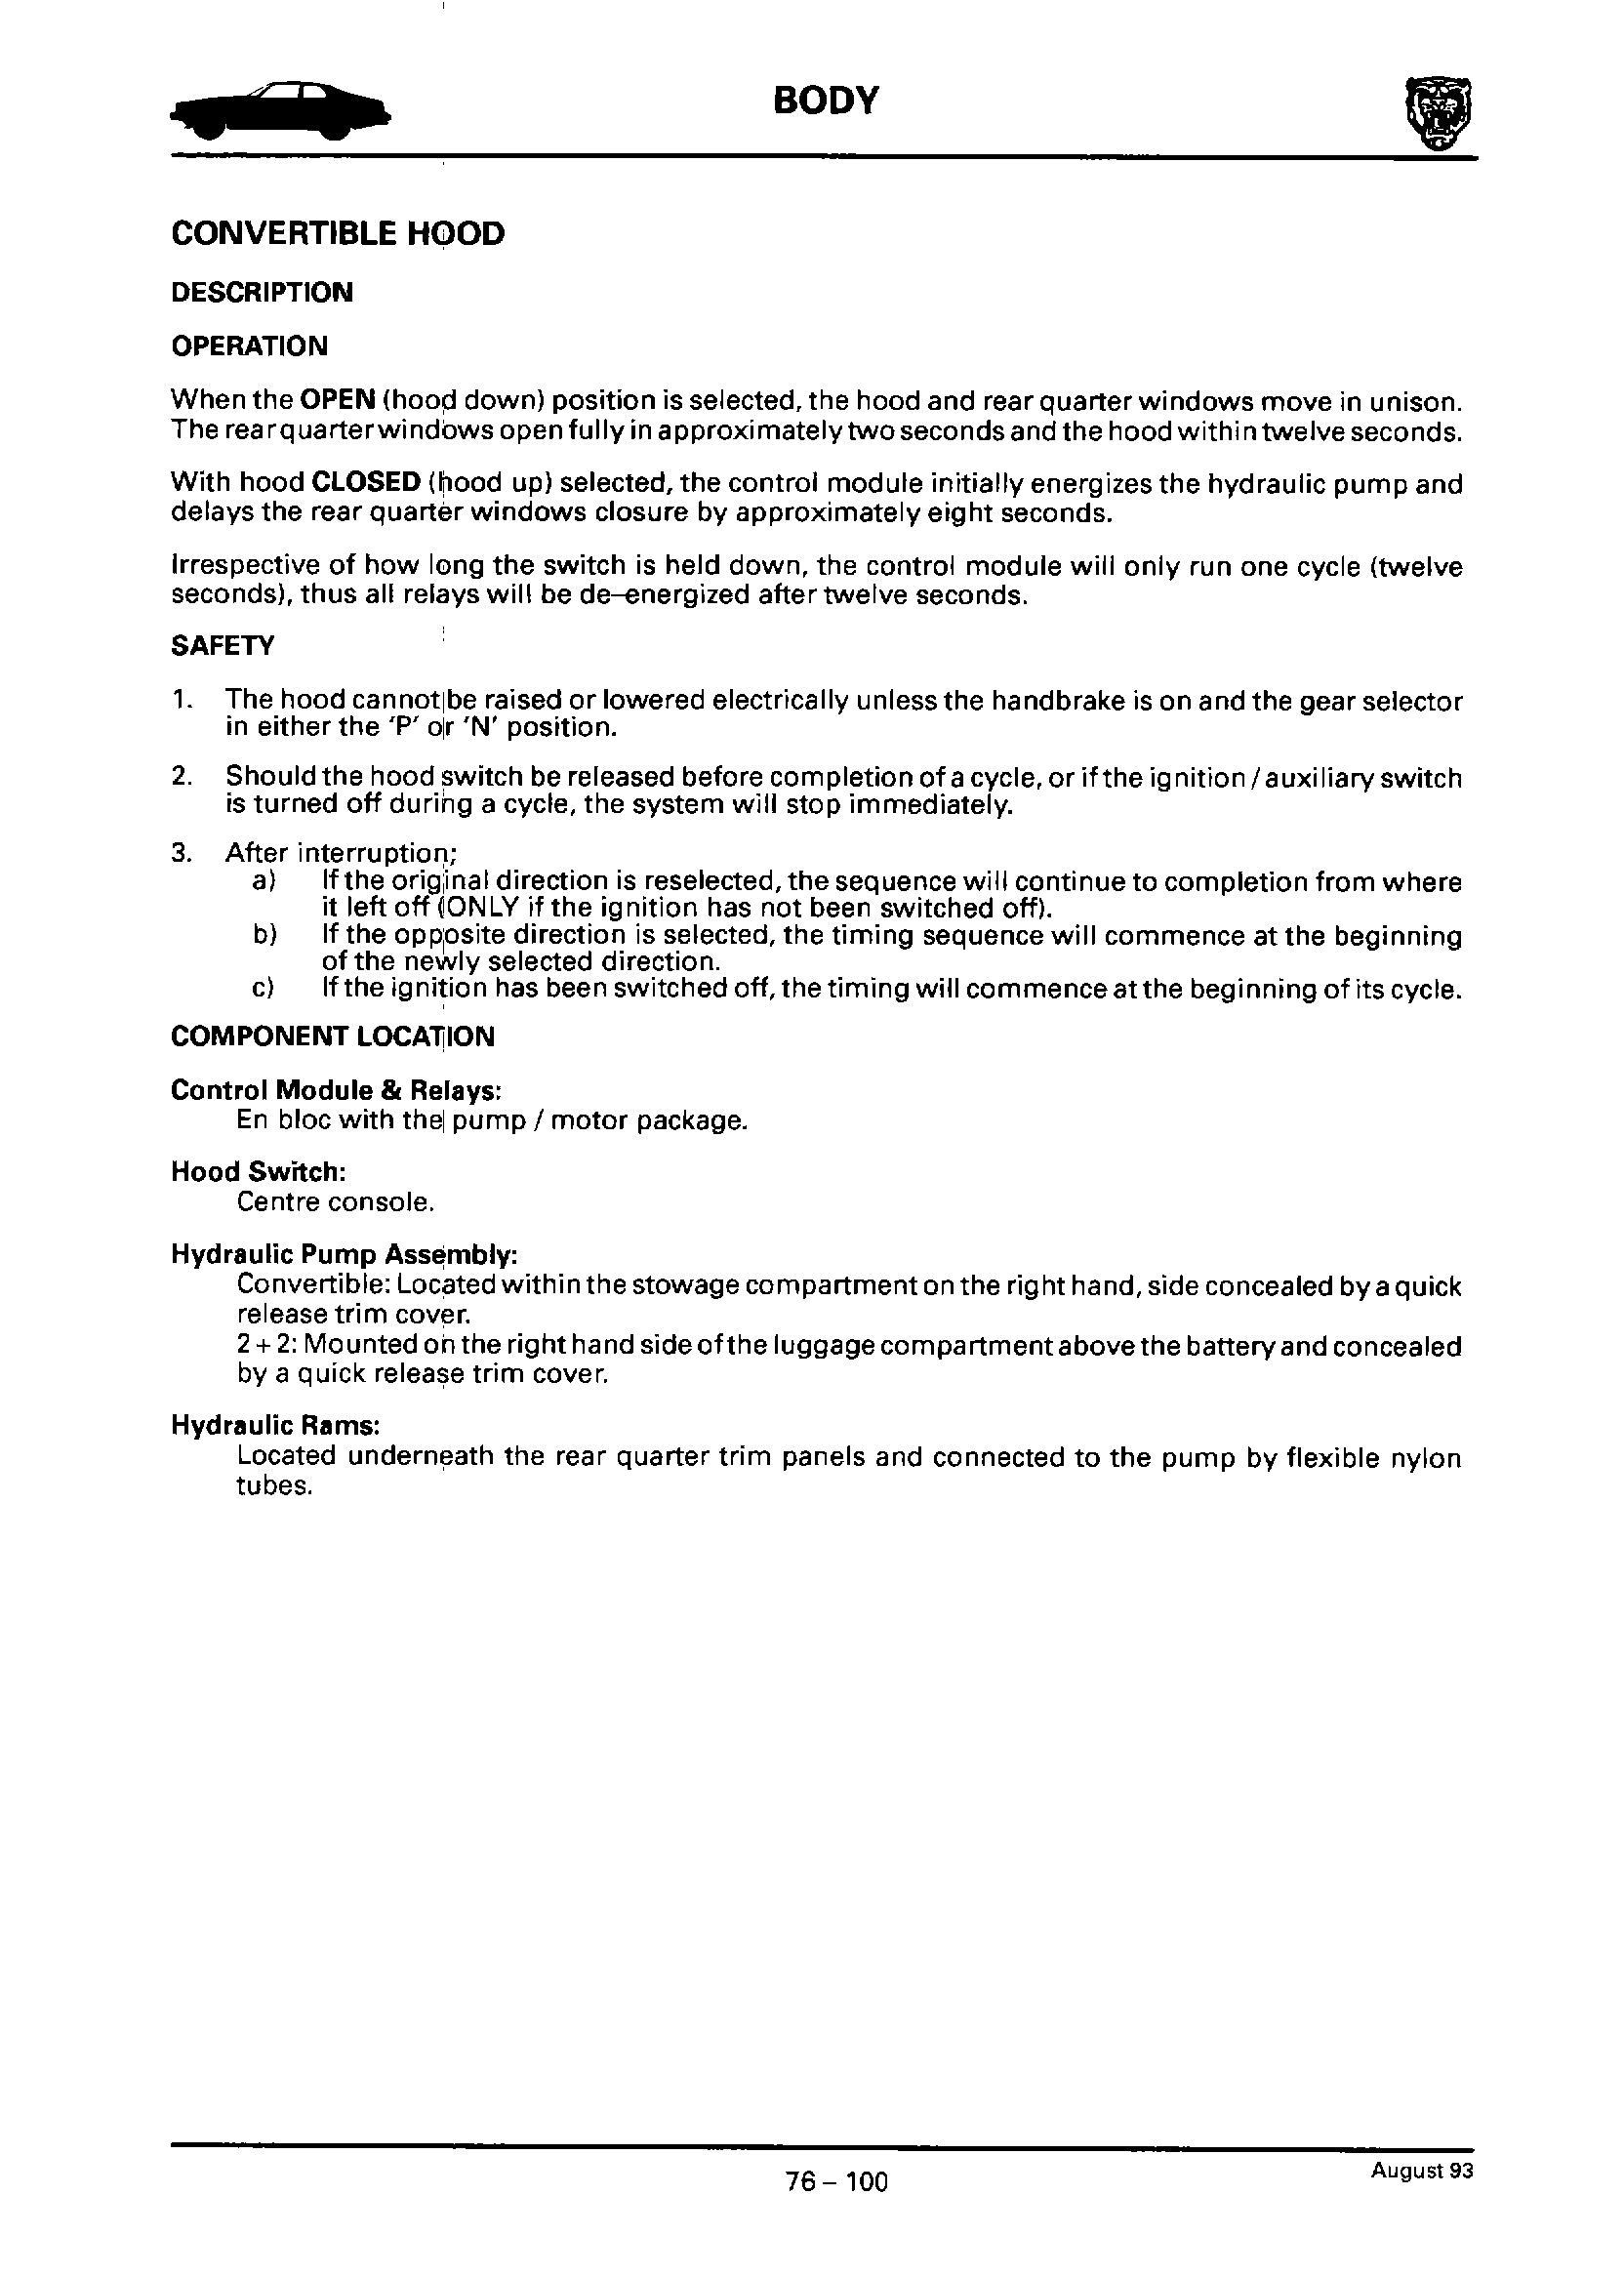 BODY
CONVERTIBLE HOOD
DESCRIPTION
OPERATION
When the OPEN (hood down) position is selected, the hood and rear quarter windows move in unison.
The rear quarter windows open fully in approximately two seconds and the hood within twelve seconds.
With hood CLOSED (hood up) selected, the control module initially energizes the hydraulic pump and
delays the rear quarter windows closure by approximately eight seconds.
Irrespective of how long the switch is held down, the control module will only run one cycle (twelve
seconds), thus all relays will be de–energized after twelve seconds.
SAFETY
1. The hood cannot be raised or lowered electrically unless the handbrake is on and the gear selector
in either the 'P' or 'N' position.
2. Should the hood switch be released before completion of a cycle, or if the ignition / auxiliary switch
is turned off during a cycle, the system will stop immediately.
3. After interruption;
a) If the original direction is reselected, the sequence will continue to completion from where
it left off (ONLY if the ignition has not been switched off).
b) If the opposite direction is selected, the timing sequence will commence at the beginning
of the newly selected direction.
c) If the ignition has been switched off, the timing will commence at the beginning of its cycle.
COMPONENT LOCATION
Control Module & Relays:
En bloc with the pump / motor package.
Hood Switch:
Centre console.
Hydraulic Pump Assembly:
Convertible: Located within the stowage compartment on the right hand, side concealed by a quick
release trim cover.
2 + 2: Mounted on the right hand side of the luggage compartment above the battery and concealed
by a quick release trim cover.
Hydraulic Rams:
Located underneath the rear quarter trim panels and connected to the pump by flexible nylon
tubes.
76 – 100
August 93